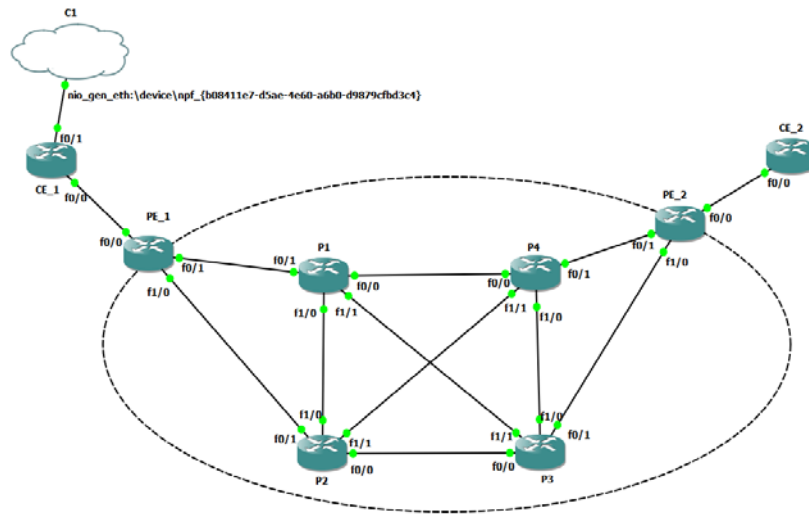 C1
nio_gen_eth:\device\npf_{b08411e7-d5ae-4e60-a6b0-d9879cfbd3c4}
f0/1
CE_1
f0/0
CE_2
f0/0
PE_2
f0/0
f0/1
f1/0
PE_1
f0/0
f0/1
f1/0
P1
f0/1
f0/0
f1/0
f1/1
P4
f0/0
f0/1
f1/1
f1/0
f1/0
f0/1
f1/1
f0/0
P2
f1/0
f1/1
f0/1
f0/0
P3